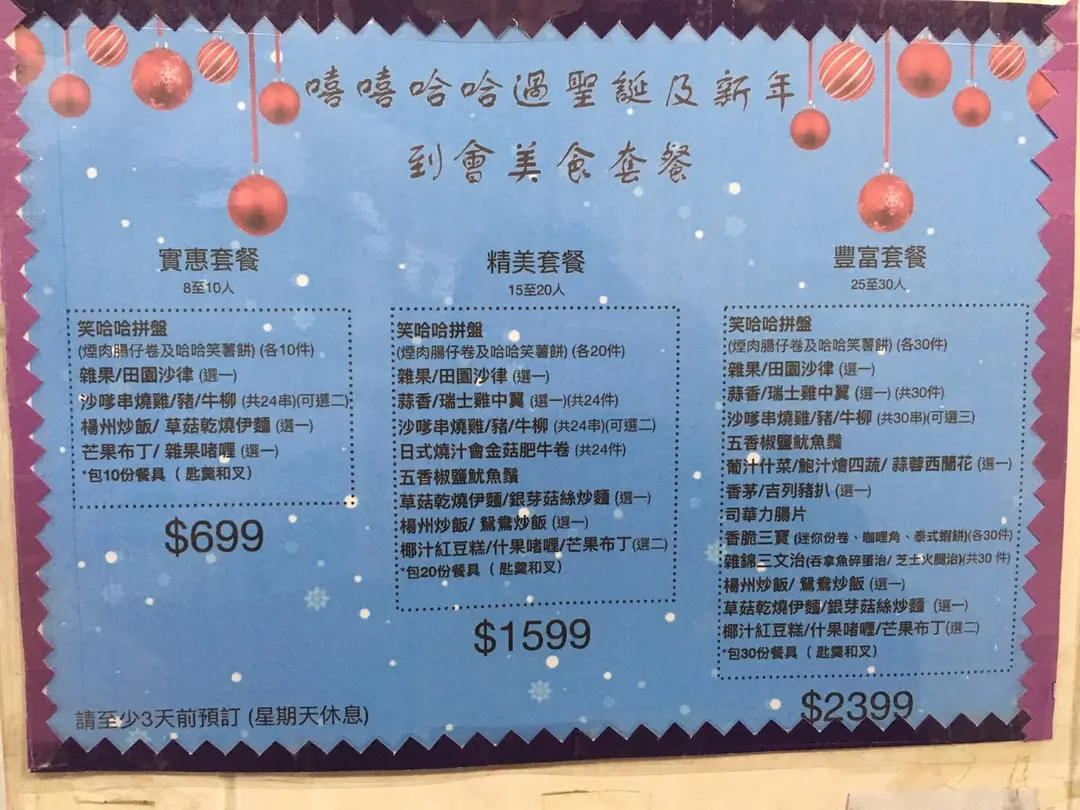 嘻嘻哈哈過聖誕及新年
到會美食套餐
實惠套餐
8至10人
笑哈哈拼盤
(煙肉腸仔卷及哈哈笑薯餅) (各10件)
雜果/田園沙律 (選一)
沙嗲串燒雞/豬/牛柳 (共24串)(可選二)
楊州炒飯/ 草菇乾燒伊麵 (選一)
芒果布丁/ 雜果啫喱 (選一)
*包10份餐具（ 匙羹和叉）
$699
精美套餐
15至20人
笑哈哈拼盤
(煙肉腸仔卷及哈哈笑薯餅) (各20件)
雜果/田園沙律 (選一)
蒜香/瑞士雞中翼 (選一)(共24件)
沙嗲串燒雞/豬/牛柳 (共24串)(可選二)
日式燒汁會金菇肥牛卷 (共24件)
五香椒鹽魷魚鬚
草菇乾燒伊麵/銀芽菇絲炒麵 (選一)
楊州炒飯/ 鴛鴦炒飯 (選一)
椰汁紅豆糕/什果啫喱/芒果布丁(選二)
*包20份餐具（ 匙羹和叉）
$1599
豐富套餐
25至30人
笑哈哈拼盤
(煙肉腸仔卷及哈哈笑薯餅) (各30件)
雜果/田園沙律 (選一)
蒜香/瑞士雞中翼 (選一) (共30件)
沙嗲串燒雞/豬/牛柳 (共30串)(可選三)
五香椒鹽魷魚鬚
葡汁什菜/鮑汁燴四蔬/ 蒜蓉西蘭花 (選一)
香茅/吉列豬扒 (選一)
司華力腸片
香脆三寶 (迷你份卷、咖哩角、泰式蝦餅)(各30件)
雜錦三文治(吞拿魚碎蛋治/ 芝士火腿治)(共30 件)
楊州炒飯/ 鴛鴦炒飯 (選一)
草菇乾燒伊麵/銀芽菇絲炒麵 (選一)
椰汁紅豆糕/什果啫喱/芒果布丁(選二)
*包30份餐具（ 匙羹和叉）
$2399
請至少3天前預訂 (星期天休息)